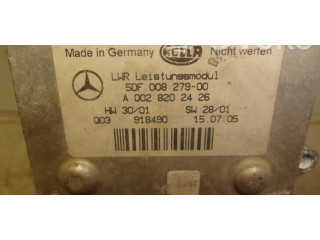 Made in Germany HELLA Nicht werfen
LWR Leistungsmodul
5DF 008 279-00
A 002 820 24 26
HW 30/01 SW 28/01
Q03 918490 15.07.05